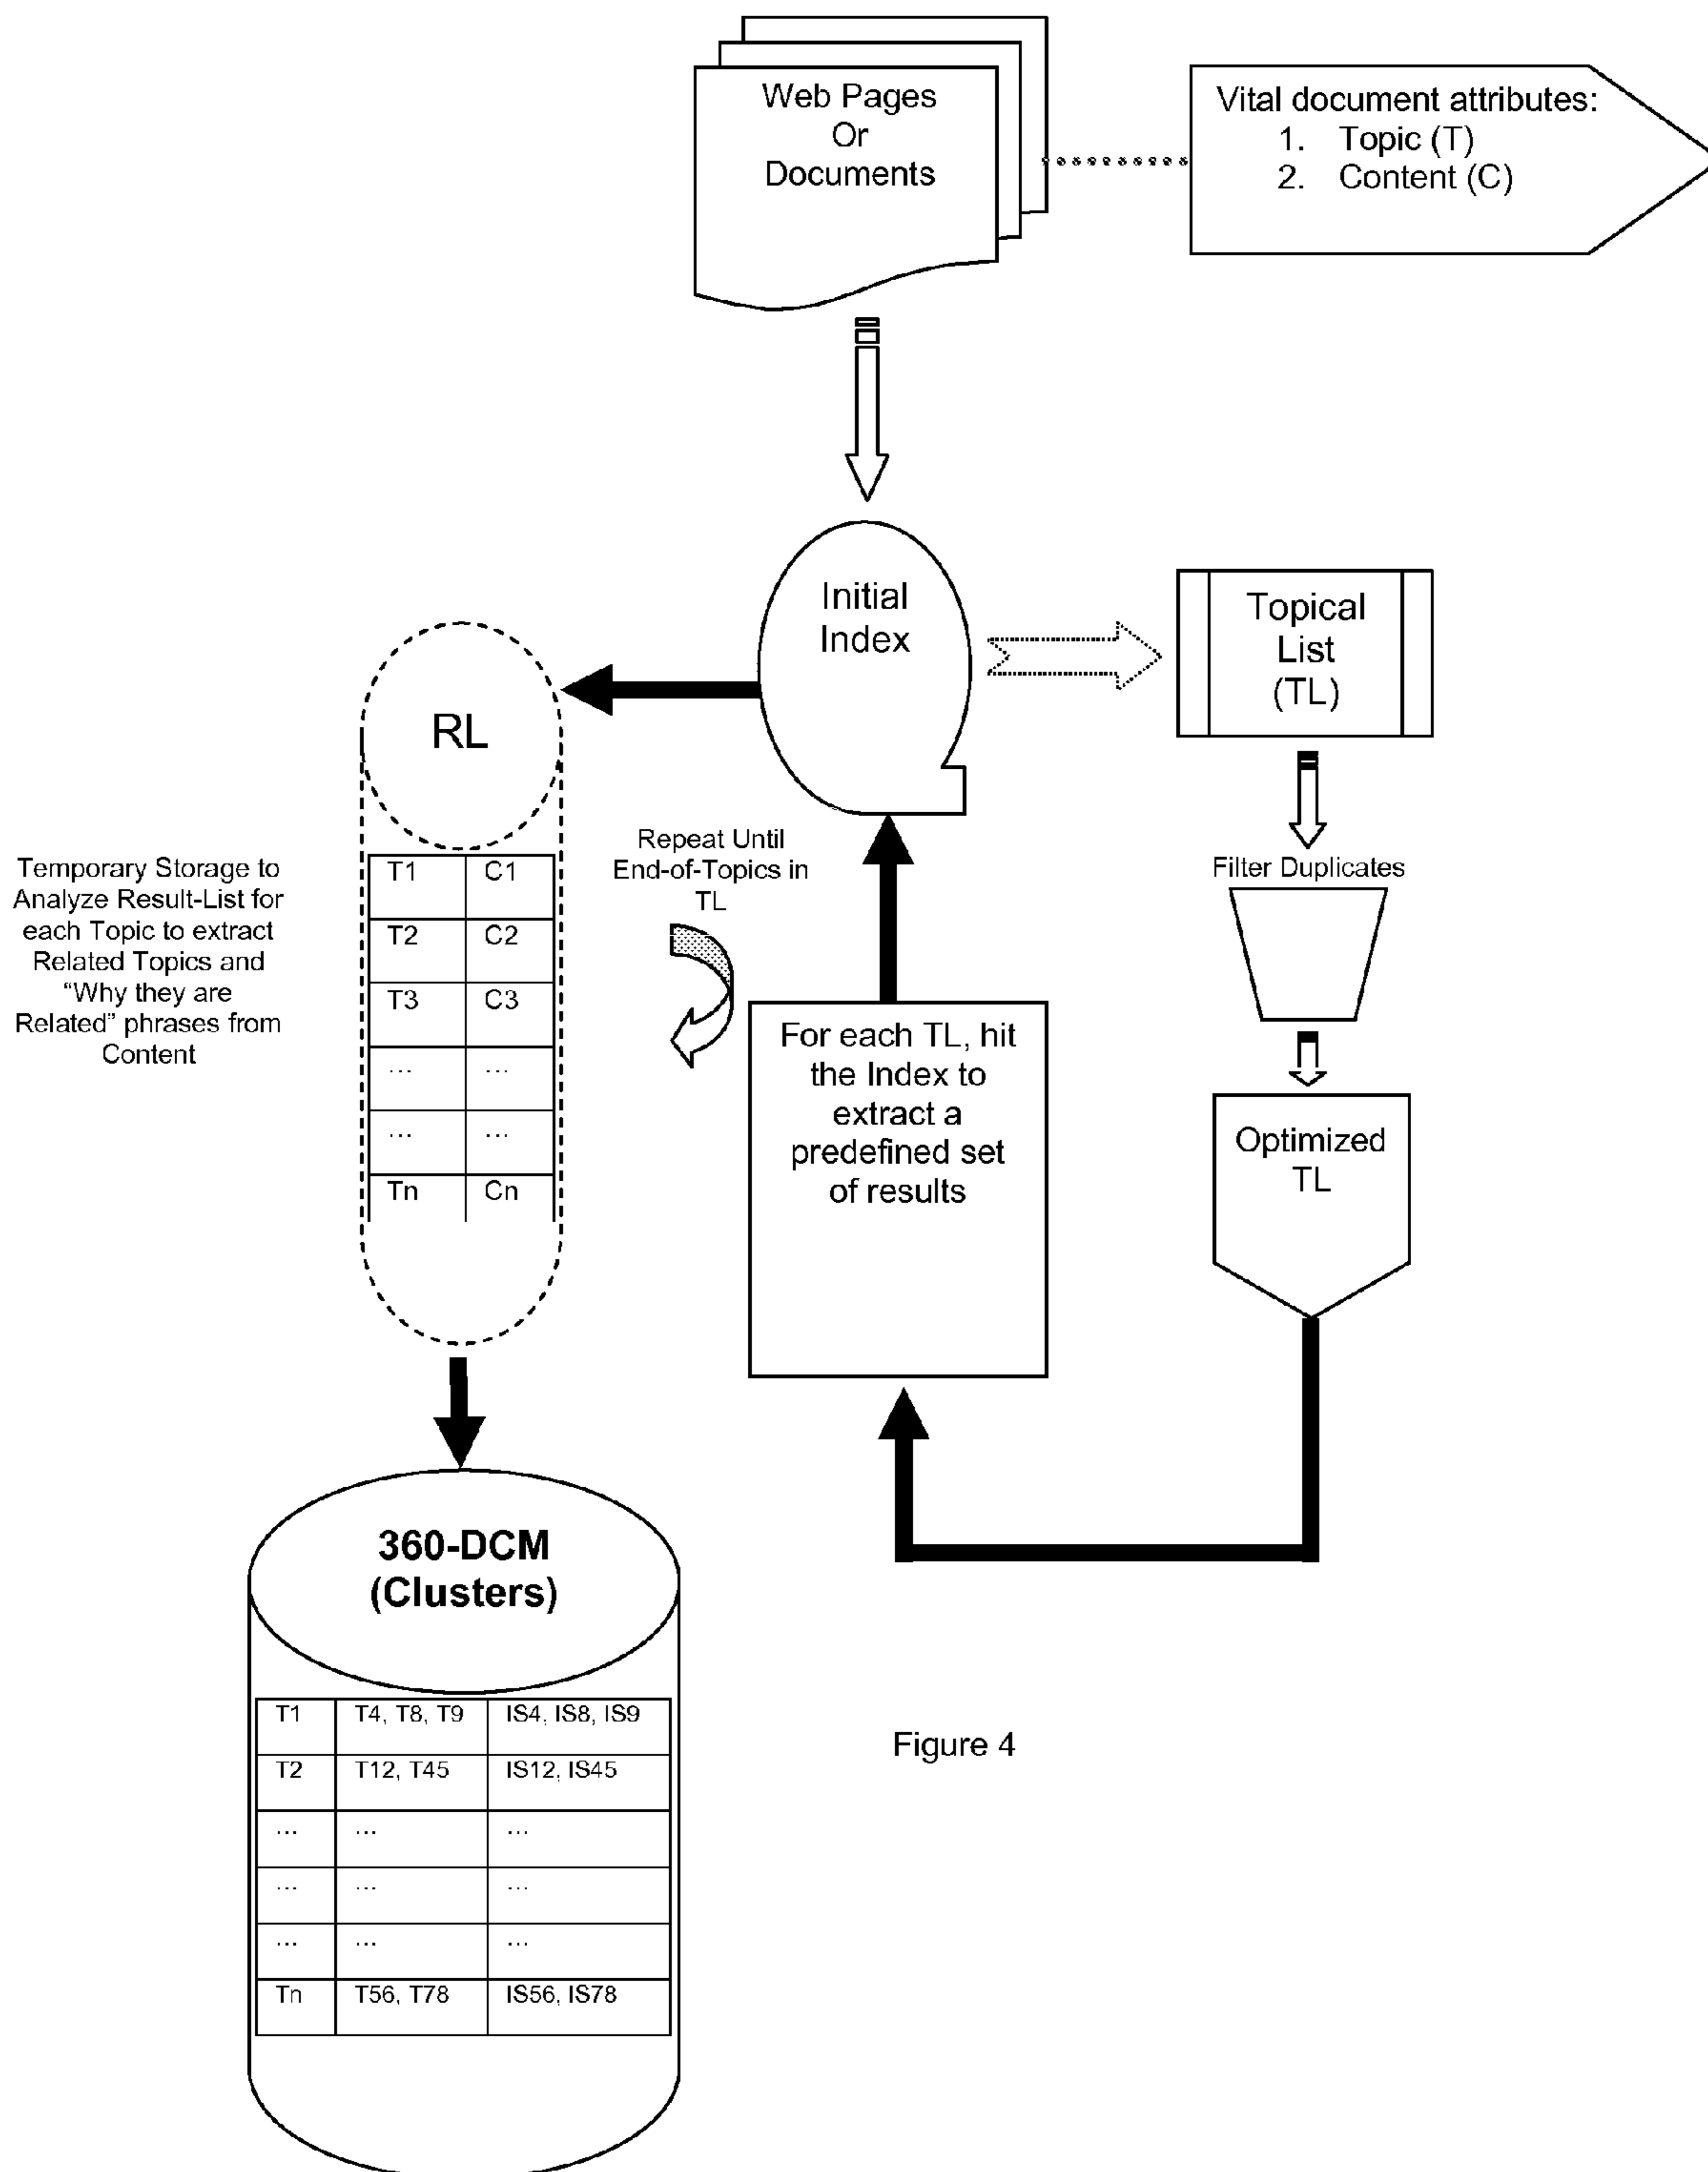 Web Pages
Or
Documents
Vital document attributes:
1. Topic (T)
2. Content (C)
Initial
Index
Topical
List
(TL)
RL
Filter Duplicates
Repeat Until
End-of-Topics in
TL
Temporary Storage to
Analyze Result-List for
each Topic to extract
Related Topics and
“Why they are
Related” phrases from
Content
T1 C1
T2 C2
T3 C3
... ...
... ...
Tn Cn
For each TL, hit
the Index to
extract a
predefined set
of results
Optimized
TL
360-DCM
(Clusters)
T1 T4, T8, T9 IS4, IS8, IS9
T2 T12, T45 IS12, IS45
... ... ...
... ... ...
... ... ...
Tn T56, T78 IS56, IS78
Figure 4